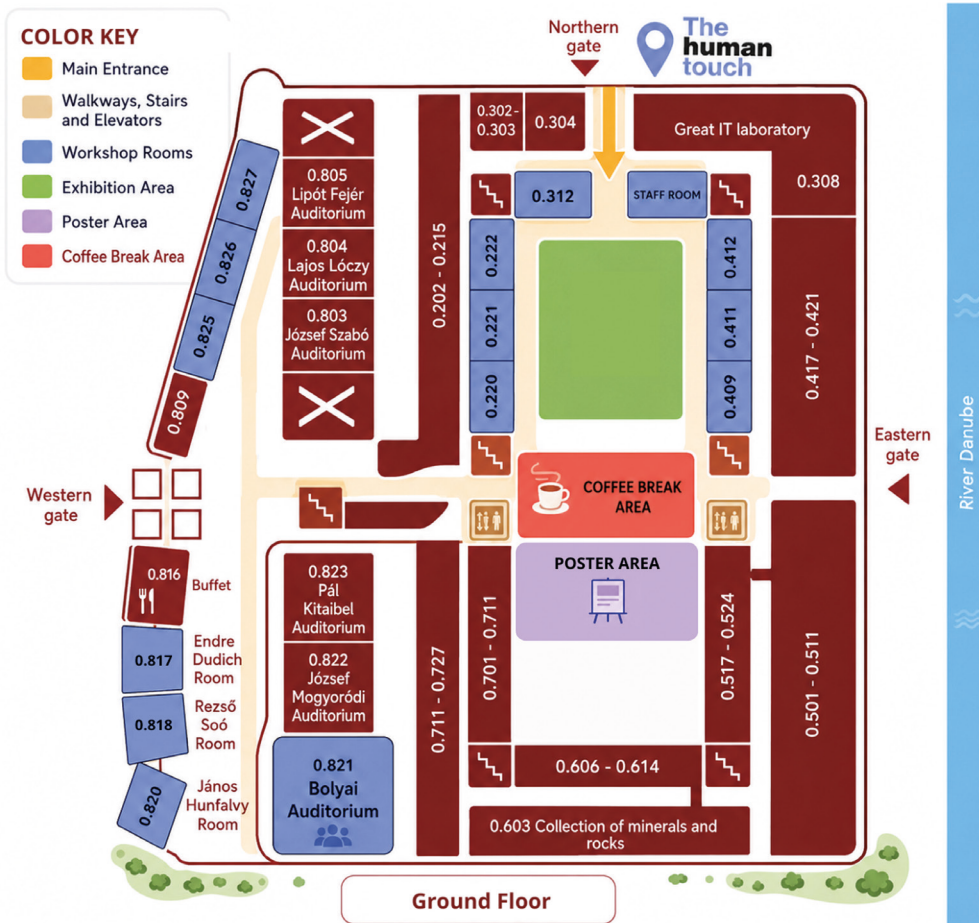 COLOR KEY
Main Entrance
Walkways, Stairs
and Elevators
Workshop Rooms
Exhibition Area
Poster Area
Coffee Break Area
Northern
gate
The
human
touch
0.302-
0.303
0.304
Great IT laboratory
0.308
0.827
0.826
0.825
0.809
0.805
Lipót Fejér
Auditorium
0.804
Lajos Lóczy
Auditorium
0.803
József Szabó
Auditorium
0.202 - 0.215
0.312
STAFF ROOM
0.222
0.221
0.220
0.412
0.411
0.409
0.417 - 0.421
Eastern
gate
River Danube
Western
gate
COFFEE BREAK
AREA
POSTER AREA
0.816
Buffet
0.817
Endre
Dudich
Room
0.818
Rezső
Soó
Room
0.820
János
Hunfalvy
Room
0.823
Pál
Kitaibel
Auditorium
0.822
József
Mogyoródi
Auditorium
0.821
Bolyai
Auditorium
0.711 - 0.727
0.701 - 0.711
0.517 - 0.524
0.501 - 0.511
0.606 - 0.614
0.603 Collection of minerals and
rocks
Ground Floor